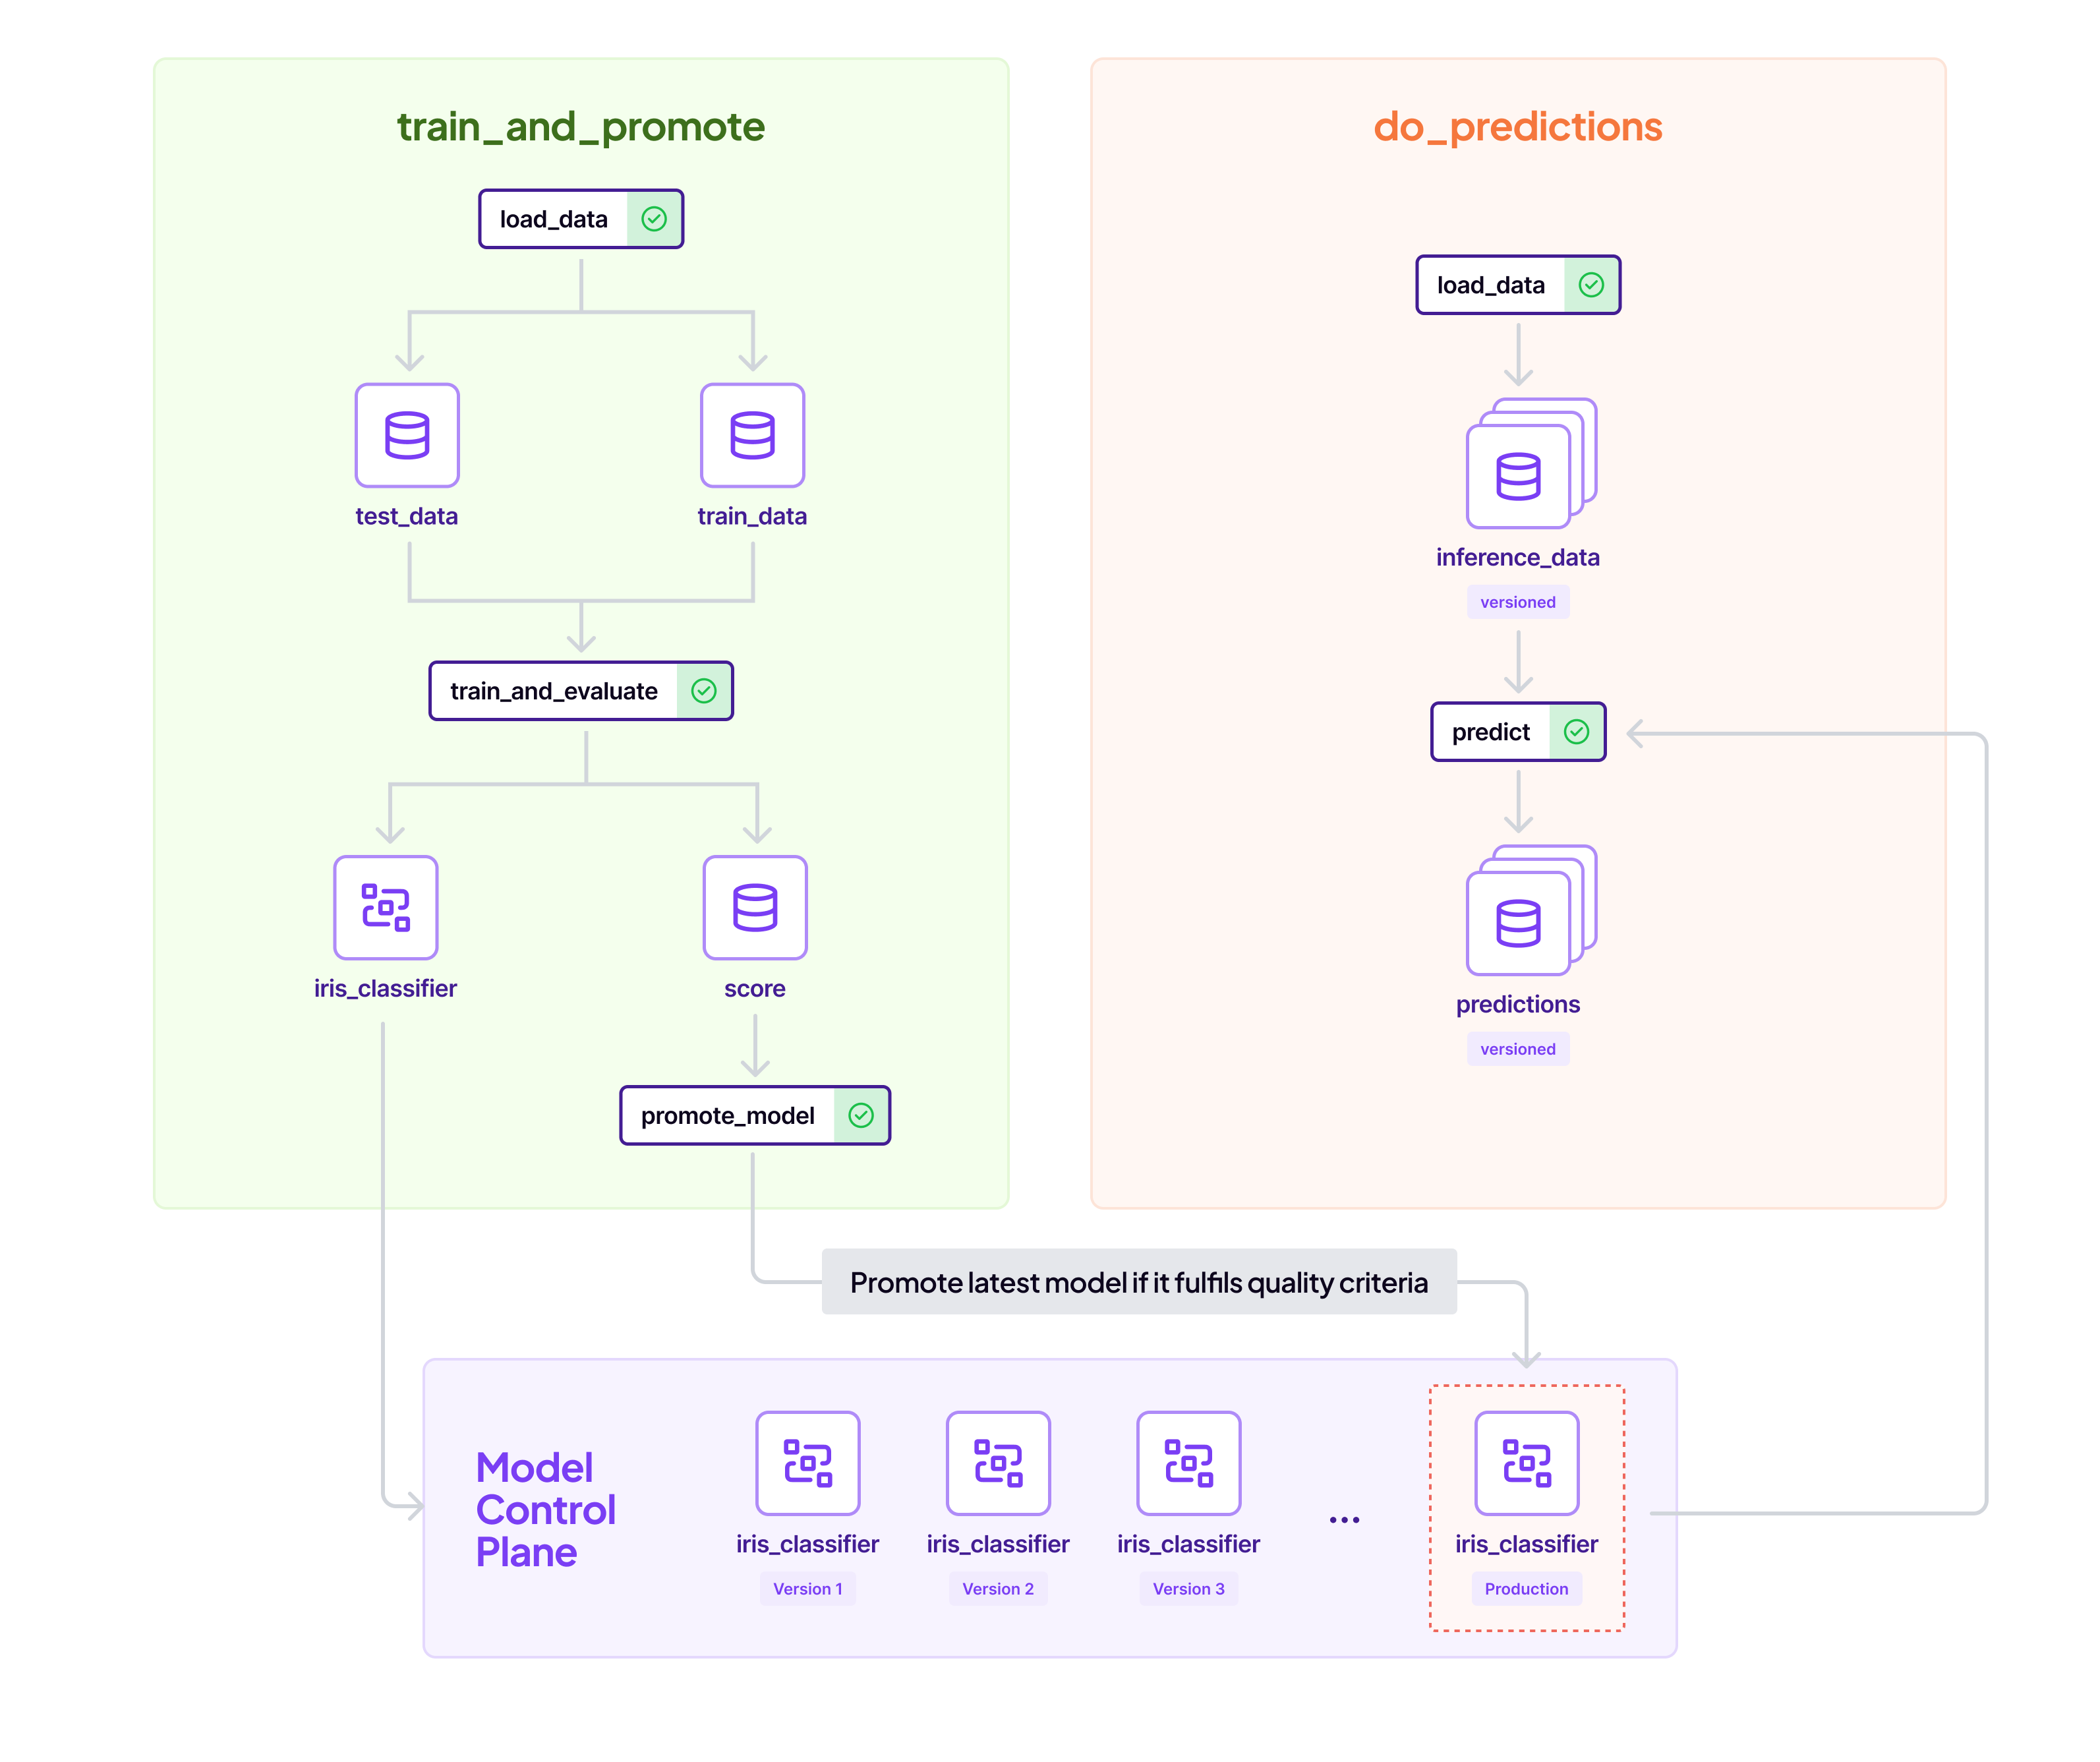 train_and_promote
load_data
test_data
train_data
train_and_evaluate
iris_classifier
score
promote_model
do_predictions
load_data
inference_data
versioned
predict
predictions
versioned
Promote latest model if it fulfils quality criteria
Model
Control
Plane
iris_classifier
Version 1
iris_classifier
Version 2
iris_classifier
Version 3
...
iris_classifier
Production